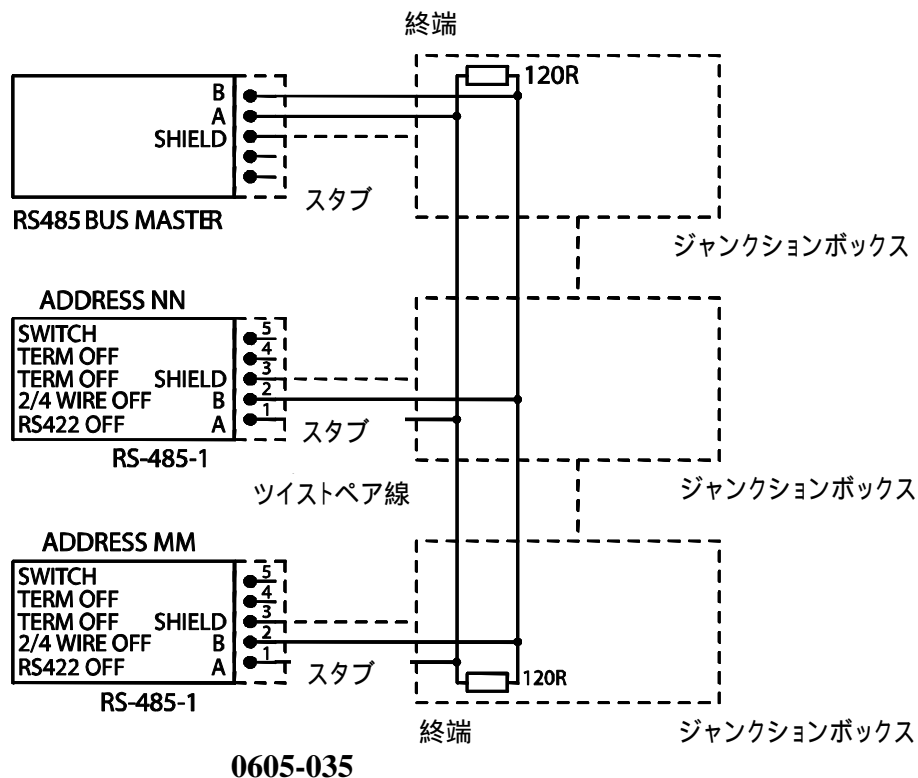 終端
120R
B
A
SHIELD
スタブ
RS485 BUS MASTER
ジャンクションボックス
ADDRESS NN
SWITCH
TERM OFF
TERM OFF SHIELD
2/4 WIRE OFF B
RS422 OFF A
5
4
3
2
1
スタブ
RS-485-1
ツイストペア線
ジャンクションボックス
ADDRESS MM
SWITCH
TERM OFF
TERM OFF SHIELD
2/4 WIRE OFF B
RS422 OFF A
5
4
3
2
1
スタブ
120R
RS-485-1
終端
ジャンクションボックス
0605-035